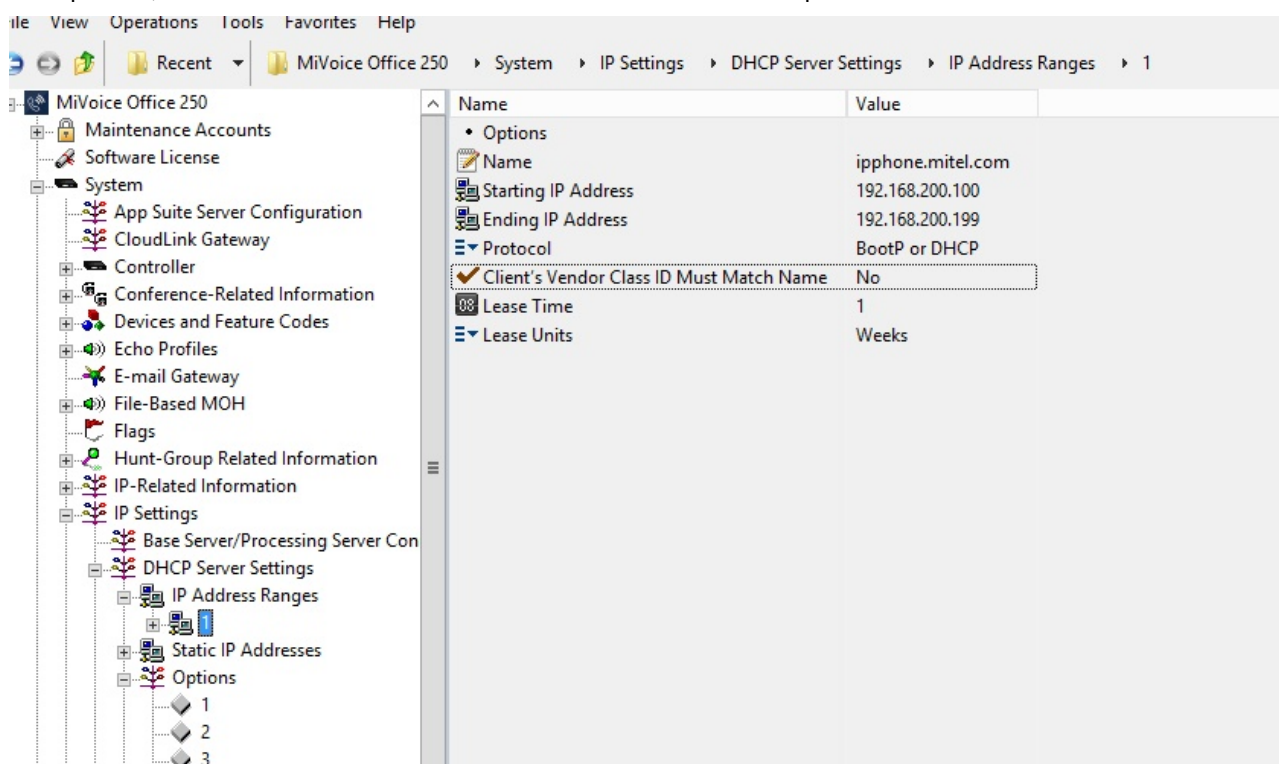 File View Operations Tools Favorites Help
Recent MiVoice Office 250 System IP Settings DHCP Server Settings IP Address Ranges 1
MiVoice Office 250
Maintenance Accounts
Software License
System
App Suite Server Configuration
CloudLink Gateway
Controller
Conference-Related Information
Devices and Feature Codes
Echo Profiles
E-mail Gateway
File-Based MOH
Flags
Hunt-Group Related Information
IP-Related Information
IP Settings
Base Server/Processing Server Con
DHCP Server Settings
IP Address Ranges
1
Static IP Addresses
Options
1
2
3
Name Value
• Options
Name ipphone.mitel.com
Starting IP Address 192.168.200.100
Ending IP Address 192.168.200.199
Protocol BootP or DHCP
Client's Vendor Class ID Must Match Name No
08 Lease Time 1
Lease Units Weeks